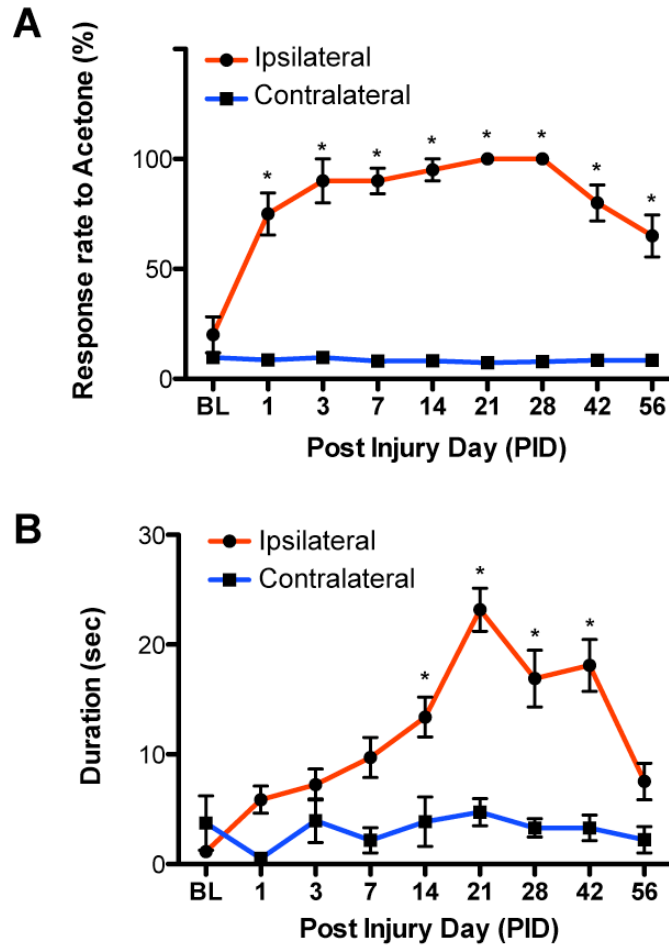 A
Response rate to Acetone (%)
Ipsilateral
Contralateral
* * * * * * * *
100
50
0
BL 1 3 7 14 21 28 42 56
Post Injury Day (PID)
B
Duration (sec)
30
Ipsilateral
Contralateral
* * * *
20
10
0
BL 1 3 7 14 21 28 42 56
Post Injury Day (PID)